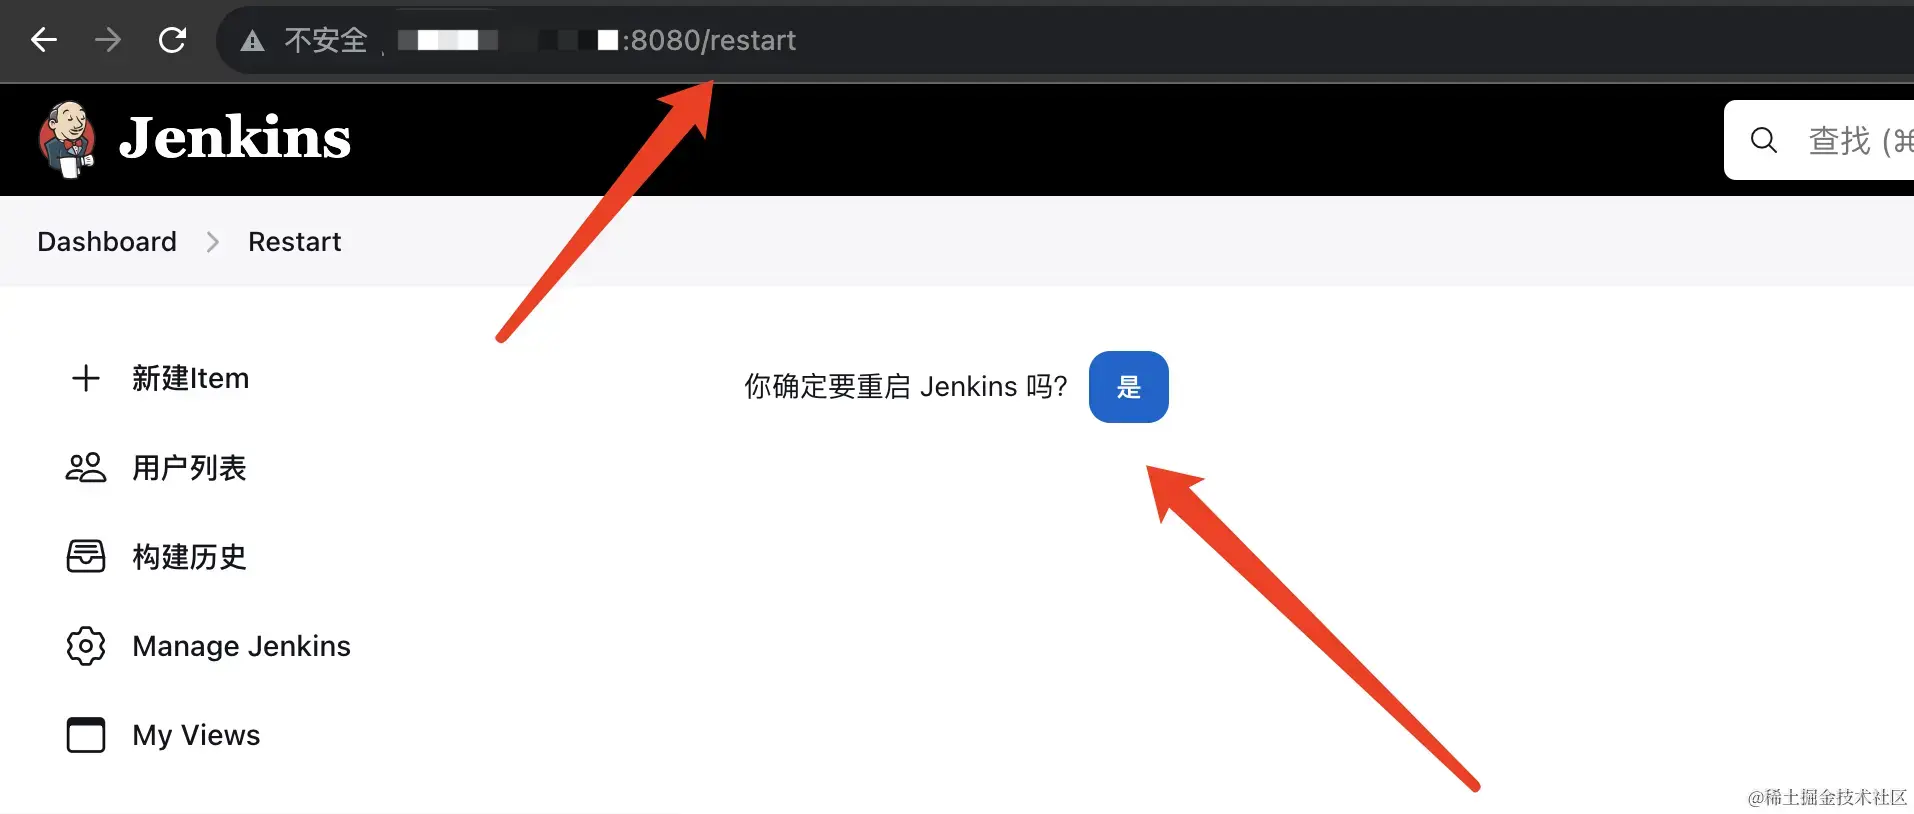 不安全
:8080/restart
Jenkins
查找 (⌘
Dashboard
Restart
新建Item
你确定要重启 Jenkins 吗?
是
用户列表
构建历史
Manage Jenkins
My Views
@稀土掘金技术社区